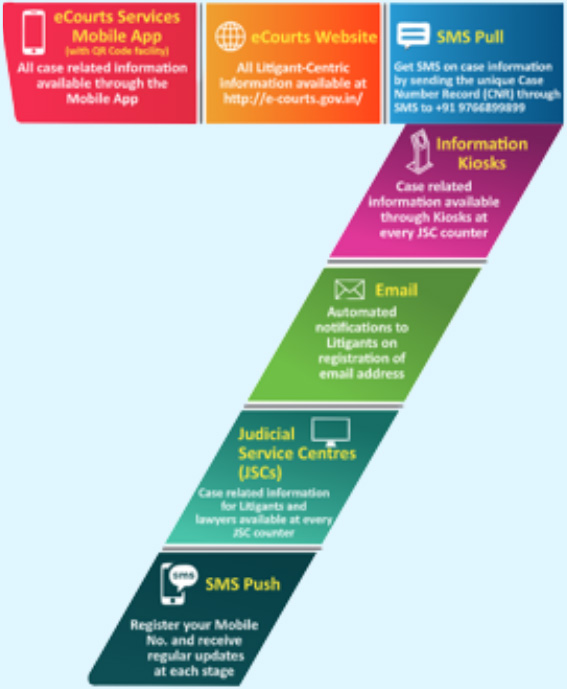 eCourts Services
Mobile App
(with QR Code facility)
All case related information
available through the
Mobile App
eCourts Website
All Litigant-Centric
information available at
http://e-courts.gov.in/
SMS Pull
Get SMS on case information
by sending the unique Case
Number Record (CNR) through
SMS to +91 9766899899
Information
Kiosks
Case related
information available
through Kiosks at
every JSC counter
Email
Automated
notifications to
Litigants on
registration of
email address
Judicial
Service Centres
(JSCs)
Case related information
for Litigants and
lawyers available at every
JSC counter
sms
SMS Push
Register your Mobile
No. and receive
regular updates
at each stage